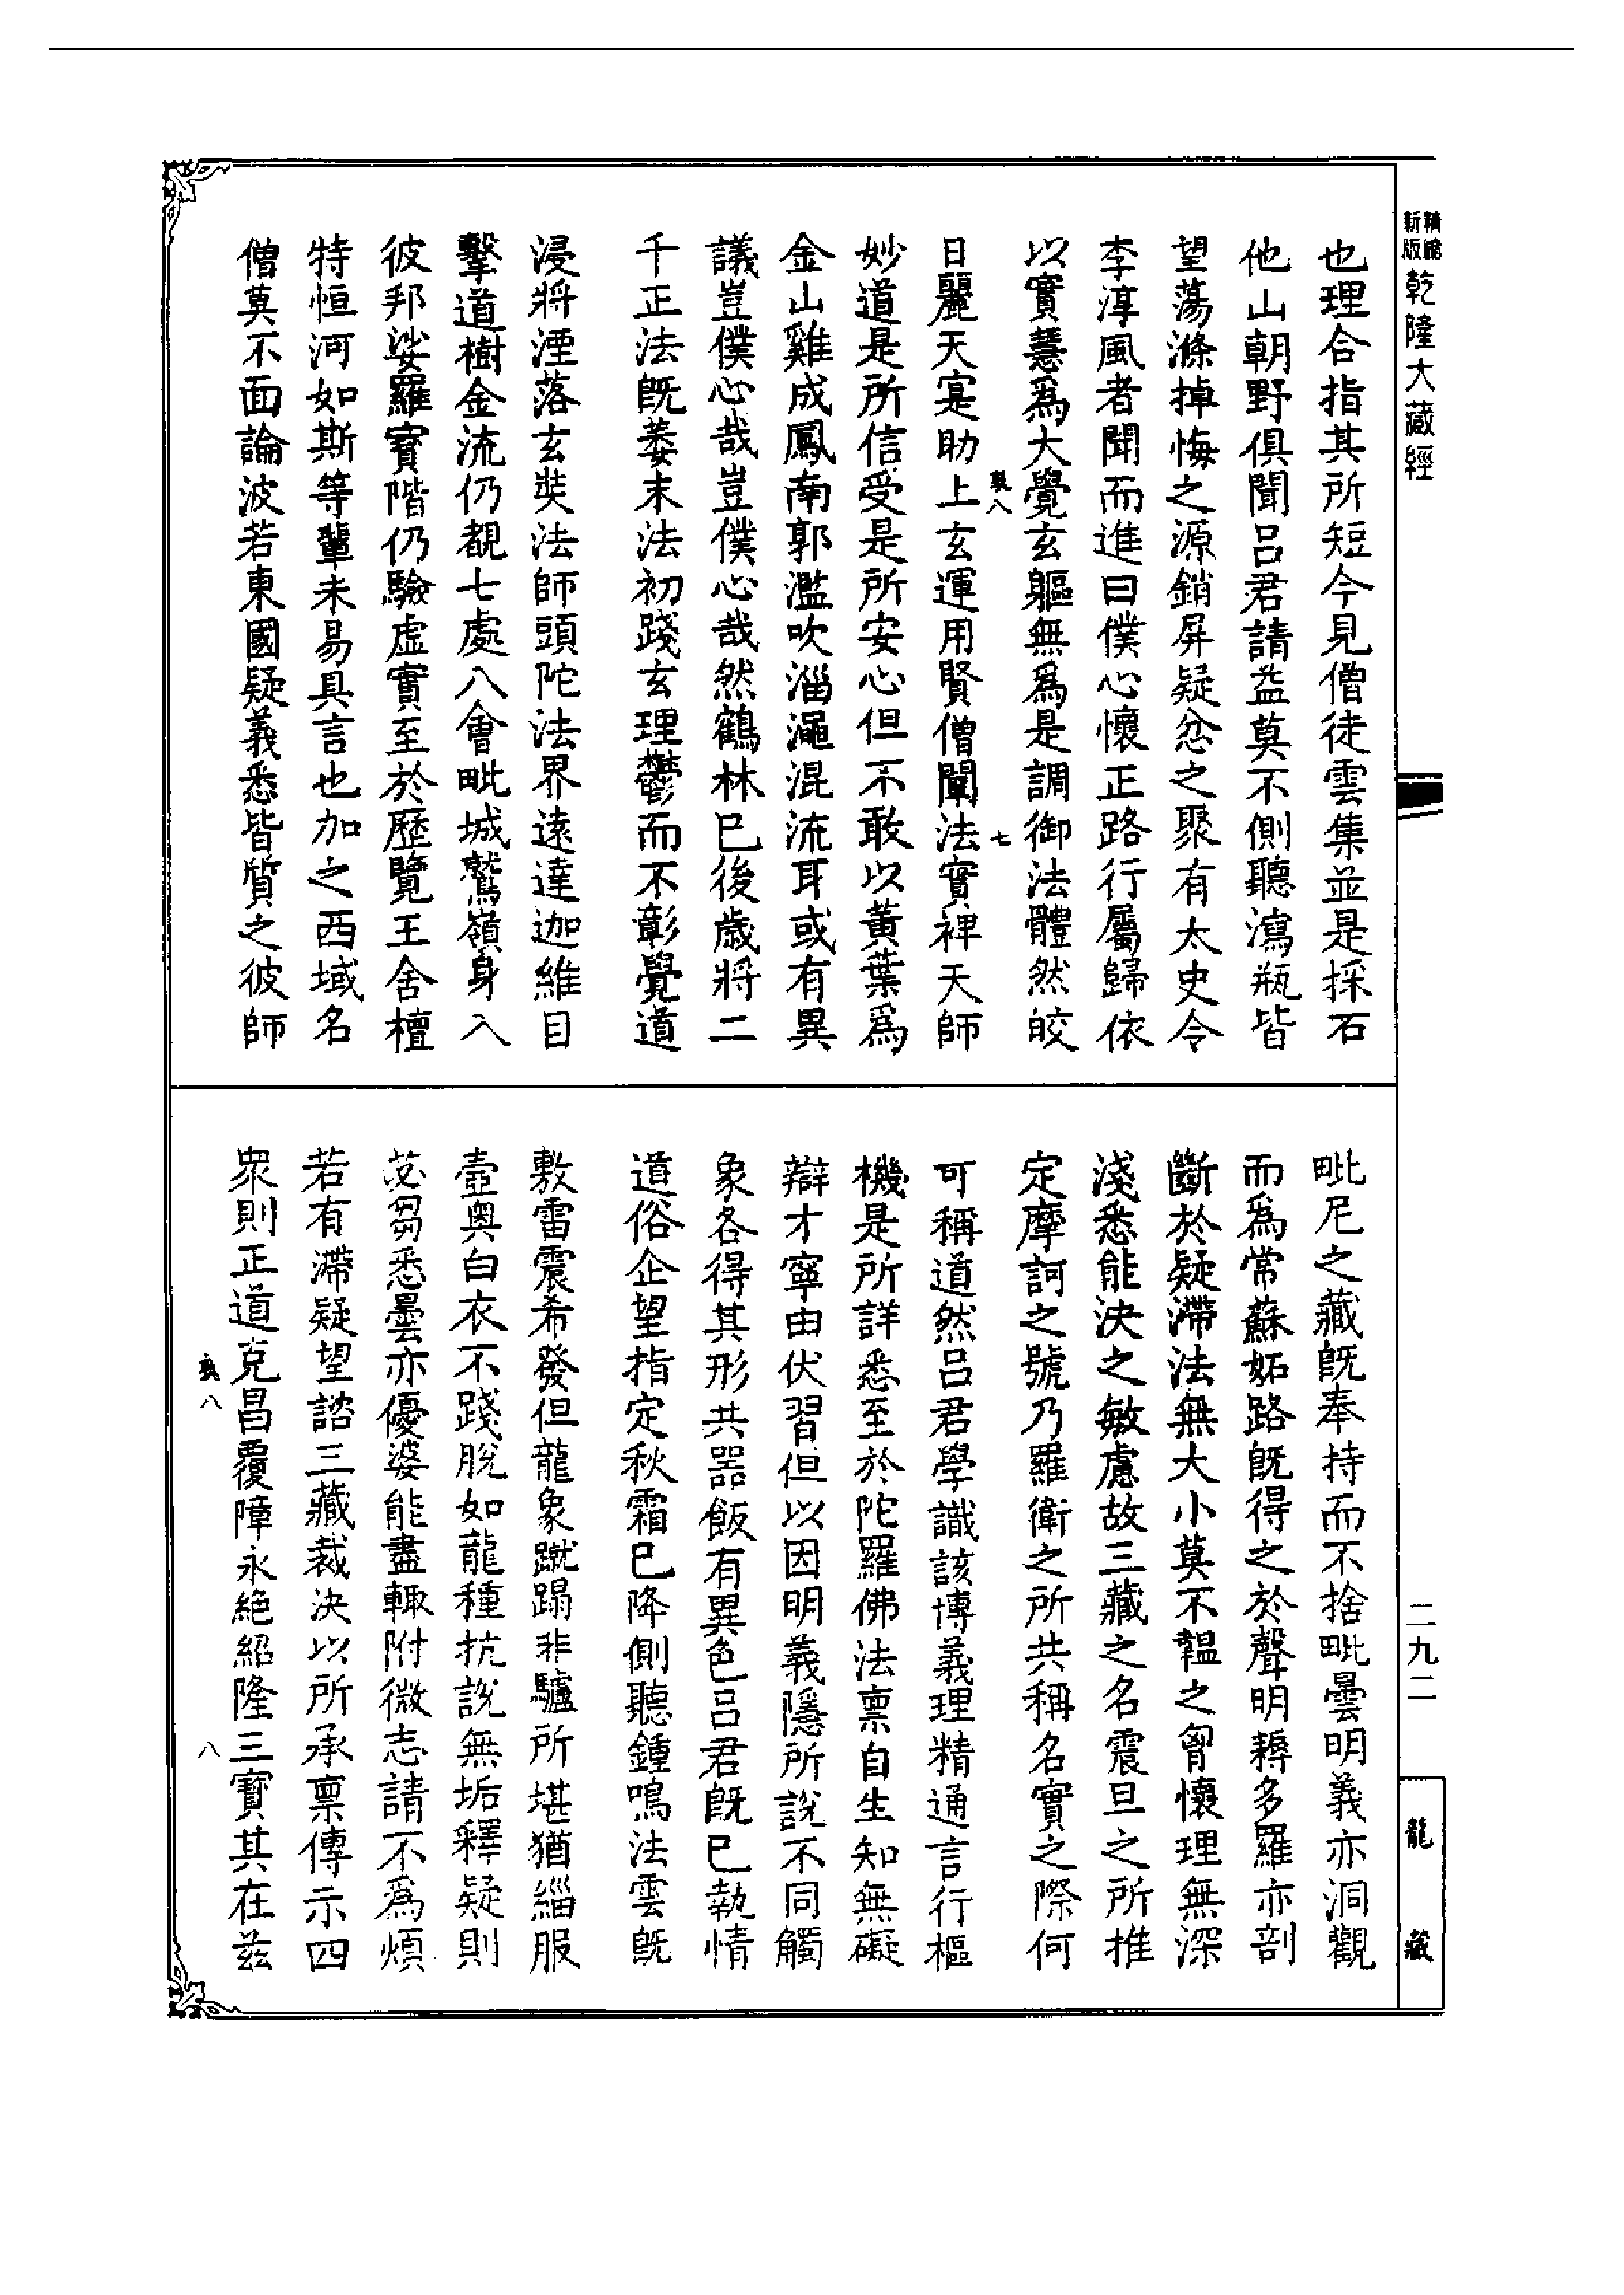 新版
精縮
乾隆大藏經
也理合指其所短今見僧徒雲集並是採石
他山朝野俱聞呂君請益莫不側聽瀉瓶皆
望蕩滌掉悔之源銷屏疑忿之聚有太史令
李淳風者聞而進曰僕心懷正路行屬歸依
以實慧爲大覺玄軀無爲是調御法體然皎
日麗天寔助上玄運用賢僧闡法實裨天師
妙道是所信受是所安心但不敢以黃葉爲
金山雞成鳳南郭濫吹淄澠混流耳或有異
議豈僕心哉豈僕心哉然鶴林已後歲將二
千正法旣萎末法初踐玄理鬱而不彰覺道
浸將湮落玄奘法師頭陀法界遠達迦維目
擊道樹金流仍覩七處八會毗城鷲嶺身入
彼邦娑羅寶階仍驗虛實至於歷覽王舍檀
特恒河如斯等輩未易具言也加之西域名
僧莫不面論波若東國疑義悉皆質之彼師
八
七
毗尼之藏旣奉持而不捨毗曇明義亦洞觀
而爲常蘇妬路旣得之於聲明耨多羅亦剖
斷於疑滯法無大小莫不韞之胷懷理無深
淺悉能決之敏慮故三藏之名震旦之所推
定摩訶之號乃羅衛之所共稱名實之際何
可稱道然呂君學識該博義理精通言行樞
機是所詳悉至於陀羅佛法稟自生知無礙
辯才寧由伏習但以因明義隱所說不同觸
象各得其形共器飯有異色呂君旣已執情
道俗企望指定秋霜已降側聽鍾鳴法雲旣
敷雷震希發但龍象蹴蹋非驢所堪猶緇服
壼奥白衣不踐脫如龍種抗說無垢釋疑則
苾芻悉曇亦優婆能盡輙附微志請不爲煩
若有滯疑望諮三藏裁決以所承稟傳示四
衆則正道克昌覆障永絕紹隆三寶其在茲
八
八
二九二
龍藏